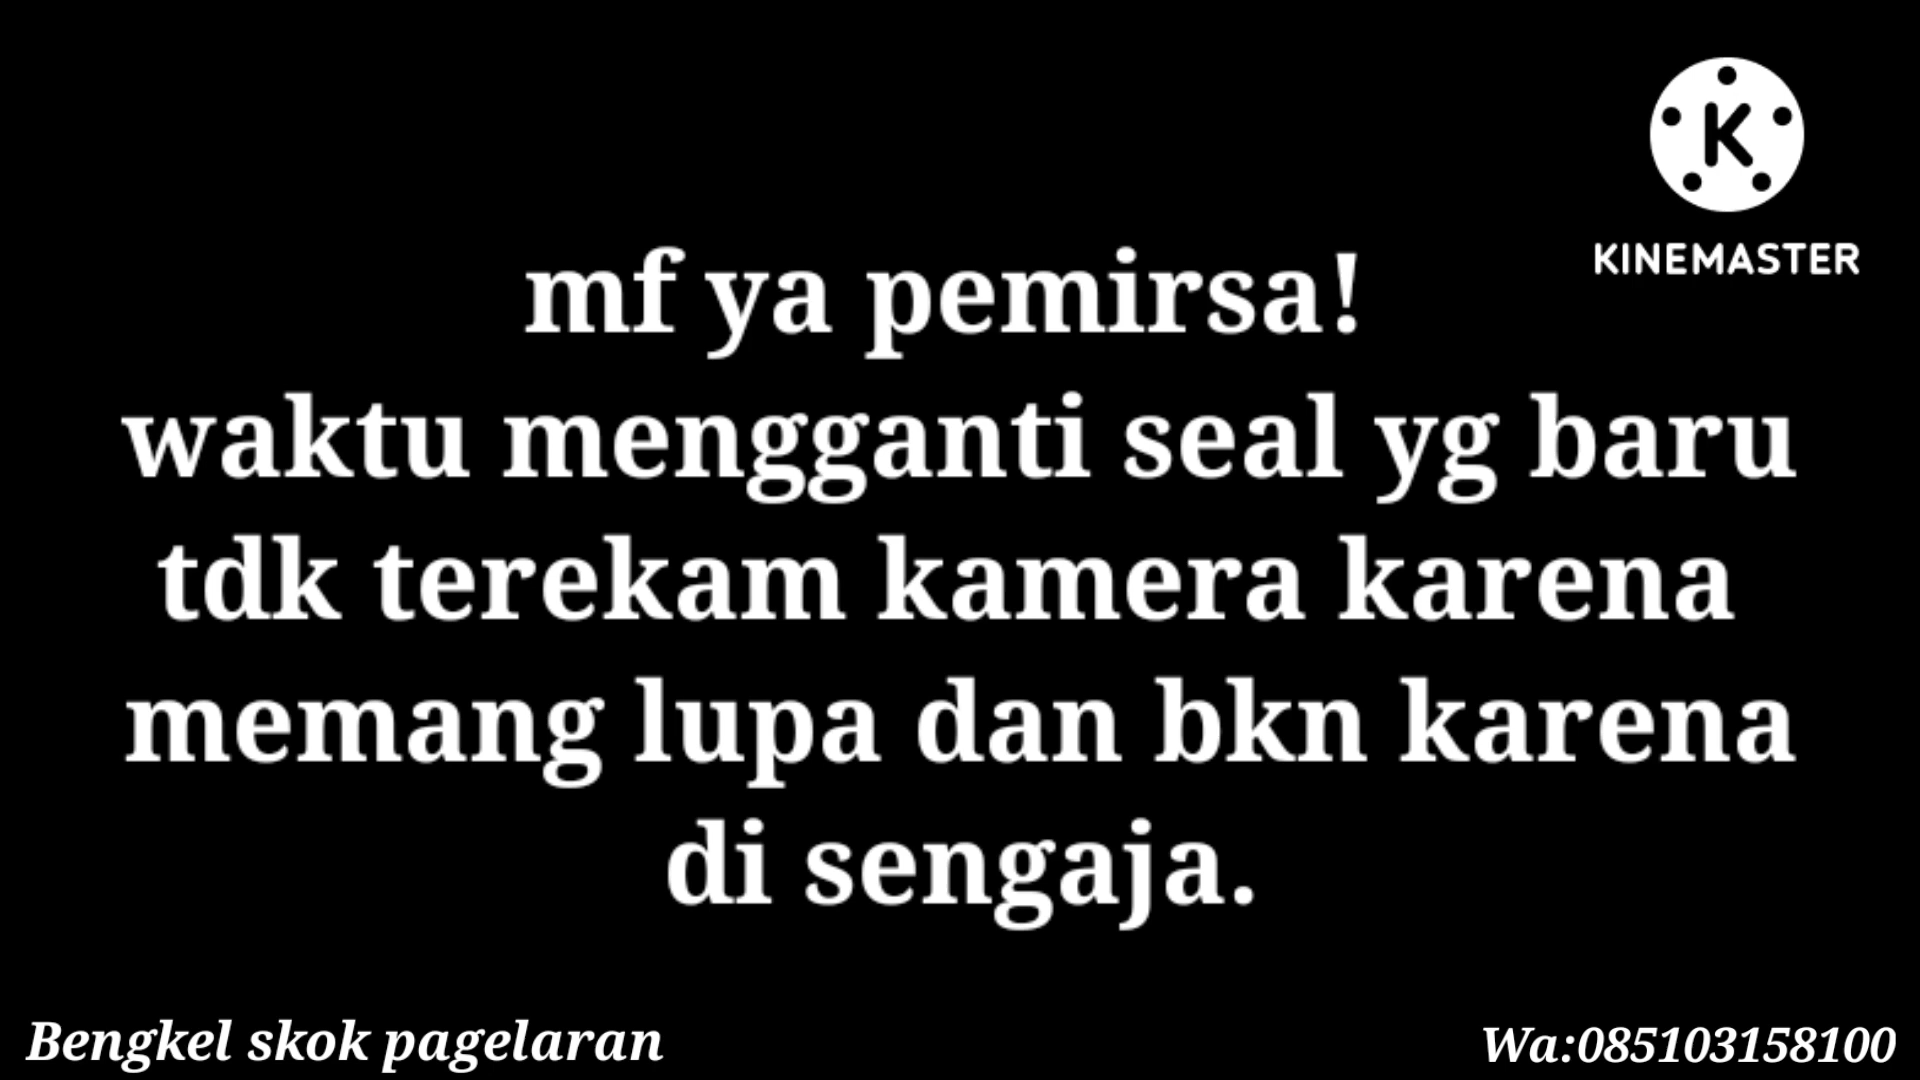 K
KINEMASTER
mf ya pemirsa!
waktu mengganti seal yg baru
tdk terekam kamera karena
memang lupa dan bkn karena
di sengaja.
Bengkel skok pagelaran
Wa:085103158100